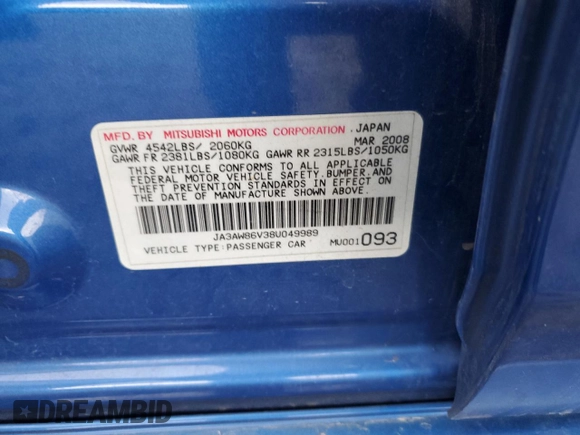 MFD. BY MITSUBISHI MOTORS CORPORATION .JAPAN
GVWR 4542LBS/ 2060KG MAR 2008
GAWR FR 2381LBS/1080KG GAWR RR 2315LBS/1050KG
THIS VEHICLE CONFORMS TO ALL APPLICABLE
FEDERAL MOTOR VEHICLE SAFETY.BUMPER.AND
THEFT PREVENTION STANDARDS IN EFFECT ON
THE DATE OF MANUFACTURE SHOWN ABOVE.
JA3AW86V38U049989
VEHICLE TYPE:PASSENGER CAR MU001 093
DREAMBID